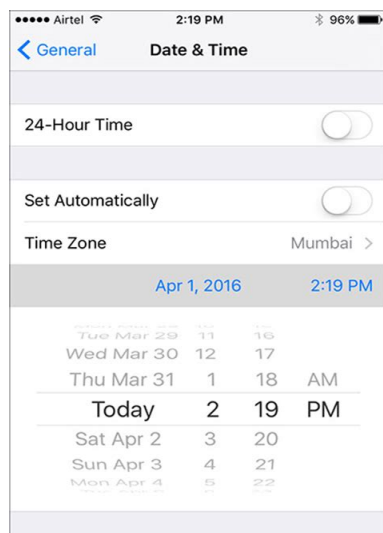 Airtel 2:19 PM 96%
General Date & Time
24-Hour Time
Set Automatically
Time Zone Mumbai
Apr 1, 2016 2:19 PM
Tue Mar 29 11 16
Wed Mar 30 12 17
Thu Mar 31 1 18 AM
Today 2 19 PM
Sat Apr 2 3 20
Sun Apr 3 4 21
Mon Apr 4 5 22